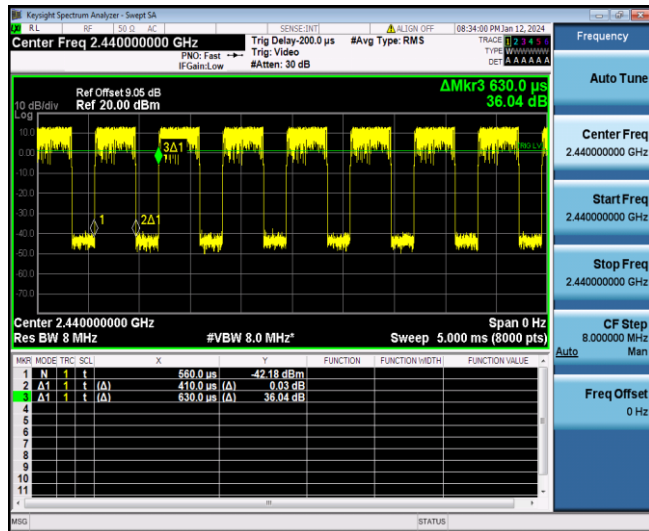 Keysight Spectrum Analyzer - Swept SA
RL RF 50 Ω AC SENSE:INT ALIGN OFF 08:34:00 PM Jan 12, 2024
Center Freq 2.440000000 GHz
PNO: Fast
IFGain:Low
Trig Delay-200.0 µs
Trig: Video
#Atten: 30 dB
#Avg Type: RMS
TRACE 1 2 3 4 5 6
TYPE WWWWWW
DET A A A A A A
Frequency
Auto Tune
Center Freq
2.440000000 GHz
Start Freq
2.440000000 GHz
Stop Freq
2.440000000 GHz
CF Step
8.000000 MHz
Auto Man
Freq Offset
0 Hz
ΔMkr3 630.0 µs
36.04 dB
Ref Offset 9.05 dB
10 dB/div Ref 20.00 dBm
Log
10.0
0.00
-10.0
-20.0
-30.0
-40.0
-50.0
-60.0
-70.0
3Δ1
TRIG LVL
1
2Δ1
Center 2.440000000 GHz Span 0 Hz
Res BW 8 MHz #VBW 8.0 MHz* Sweep 5.000 ms (8000 pts)
MKR MODE TRC SCL X Y FUNCTION FUNCTION WIDTH FUNCTION VALUE
1 N 1 t 560.0 µs -42.18 dBm
2 Δ1 1 t (Δ) 410.0 µs (Δ) 0.03 dB
3 Δ1 1 t (Δ) 630.0 µs (Δ) 36.04 dB
4
5
6
7
8
9
10
11
MSG STATUS